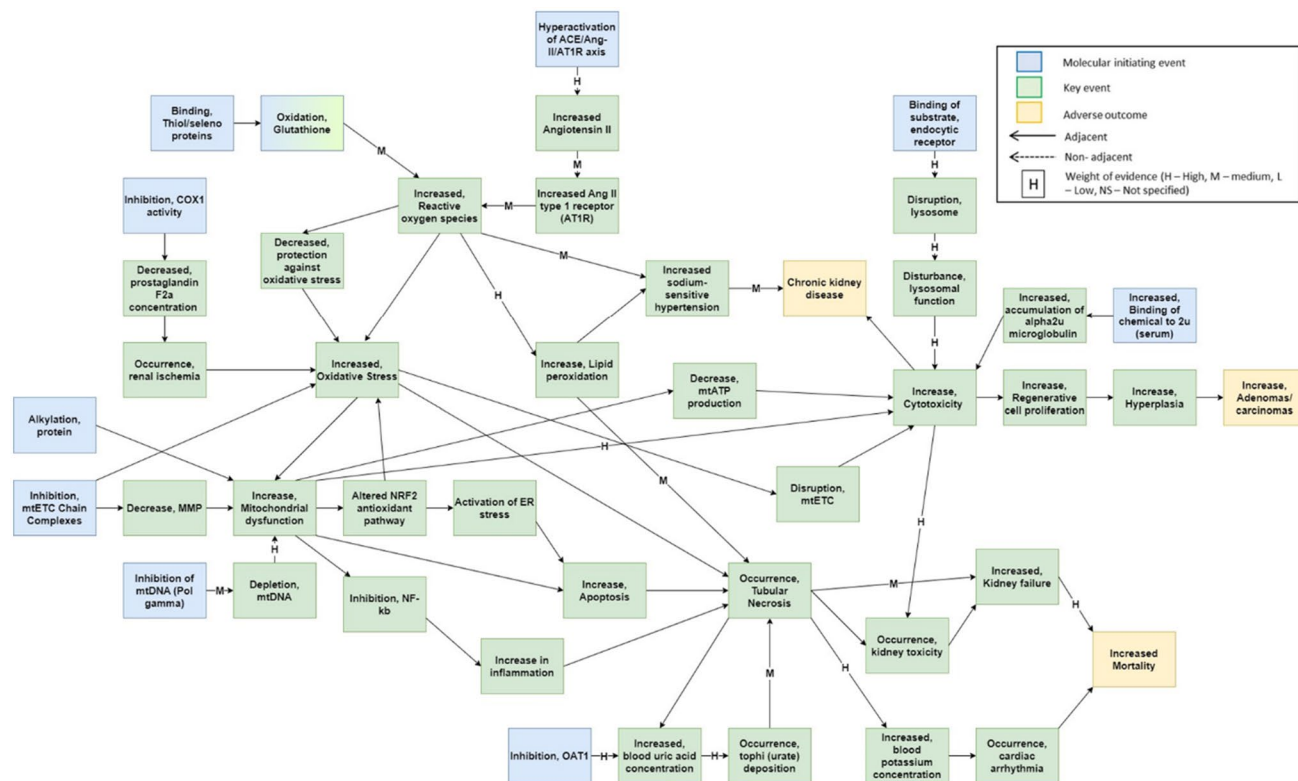 Hyperactivation
of ACE/Ang-
II/AT1R axis
H
Increased
Angiotensin II
M
Increased Ang II
type 1 receptor
(AT1R)
M
Binding,
Thiol/seleno
proteins
Oxidation,
Glutathione
M
Increased,
Reactive
oxygen species
Inhibition, COX1
activity
Decreased,
prostaglandin
F2a
concentration
Occurrence,
renal ischemia
Decreased,
protection
against
oxidative stress
Increased,
Oxidative Stress
M
H
Increase, Lipid
peroxidation
Increased
sodium-
sensitive
hypertension
M
Chronic kidney
disease
Binding of
substrate,
endocytic
receptor
H
Disruption,
lysosome
H
Disturbance,
lysosomal
function
H
Increased,
accumulation of
alpha2u
microglobulin
Increased,
Binding of
chemical to 2u
(serum)
Decrease,
mtATP
production
Increase,
Cytotoxicity
Increase,
Regenerative
cell proliferation
Increase,
Hyperplasia
Increase,
Adenomas/
carcinomas
Alkylation,
protein
H
M
Disruption,
mtETC
H
Inhibition,
mtETC Chain
Complexes
Decrease, MMP
Increase,
Mitochondrial
dysfunction
Altered NRF2
antioxidant
pathway
Activation of ER
stress
H
Inhibition of
mtDNA (Pol
gamma)
M
Depletion,
mtDNA
Inhibition, NF-
kb
Increase,
Apoptosis
Occurrence,
Tubular
Necrosis
M
Increased,
Kidney failure
H
Increase in
inflammation
Occurrence,
kidney toxicity
Increased
Mortality
M
H
Inhibition, OAT1
H
Increased,
blood uric acid
concentration
H
Occurrence,
tophi (urate)
deposition
Increased,
blood
potassium
concentration
Occurrence,
cardiac
arrhythmia
Molecular initiating event
Key event
Adverse outcome
Adjacent
Non- adjacent
H
Weight of evidence (H – High, M – medium, L
– Low, NS – Not specified)